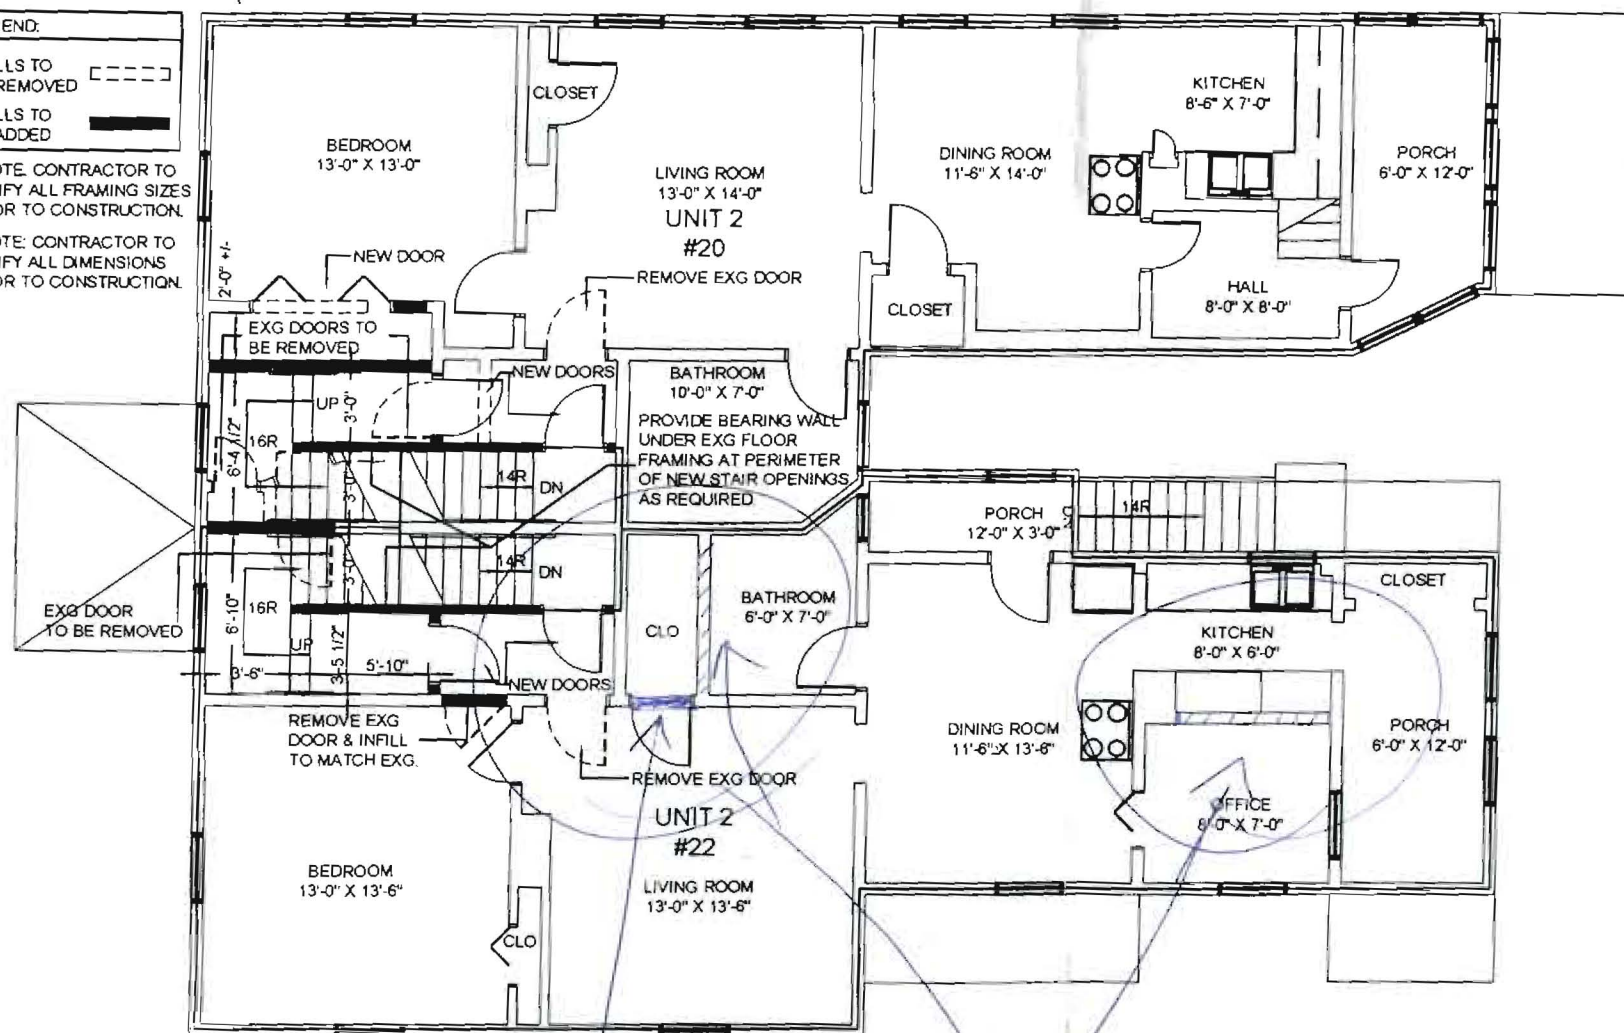 END:
LLS TO
REMOVED
LLS TO
ADDED
OTE. CONTRACTOR TO
IFY ALL FRAMING SIZES
OR TO CONSTRUCTION.
OTE: CONTRACTOR TO
IFY ALL DIMENSIONS
OR TO CONSTRUCTION.
BEDROOM
13'-0" X 13'-0"
CLOSET
LIVING ROOM
13'-0" X 14'-0"
UNIT 2
#20
DINING ROOM
11'-6" X 14'-0"
KITCHEN
8'-6" X 7'-0"
PORCH
6'-0" X 12'-0"
2'-0" +/-
NEW DOOR
REMOVE EXG DOOR
CLOSET
HALL
8'-0" X 8'-0"
EXG DOORS TO
BE REMOVED
NEW DOORS
BATHROOM
10'-0" X 7'-0"
PROVIDE BEARING WALL
UNDER EXG FLOOR
FRAMING AT PERIMETER
OF NEW STAIR OPENINGS
AS REQUIRED
UP
3'-0"
16R
6'-4 1/2"
3'-0"
14R
DN
PORCH
12'-0" X 3'-0"
14R
14R
DN
3'-0"
BATHROOM
6'-0" X 7'-0"
CLOSET
EXG DOOR
TO BE REMOVED
6'-10"
16R
UP
3'-5 1/2"
3'-6"
5'-10"
CLO
KITCHEN
8'-0" X 6'-0"
NEW DOORS
REMOVE EXG
DOOR & INFILL
TO MATCH EXG.
DINING ROOM
11'-6" X 13'-6"
PORCH
6'-0" X 12'-0"
REMOVE EXG DOOR
UNIT 2
#22
OFFICE
8'-0" X 7'-0"
BEDROOM
13'-0" X 13'-6"
LIVING ROOM
13'-0" X 13'-6"
CLO